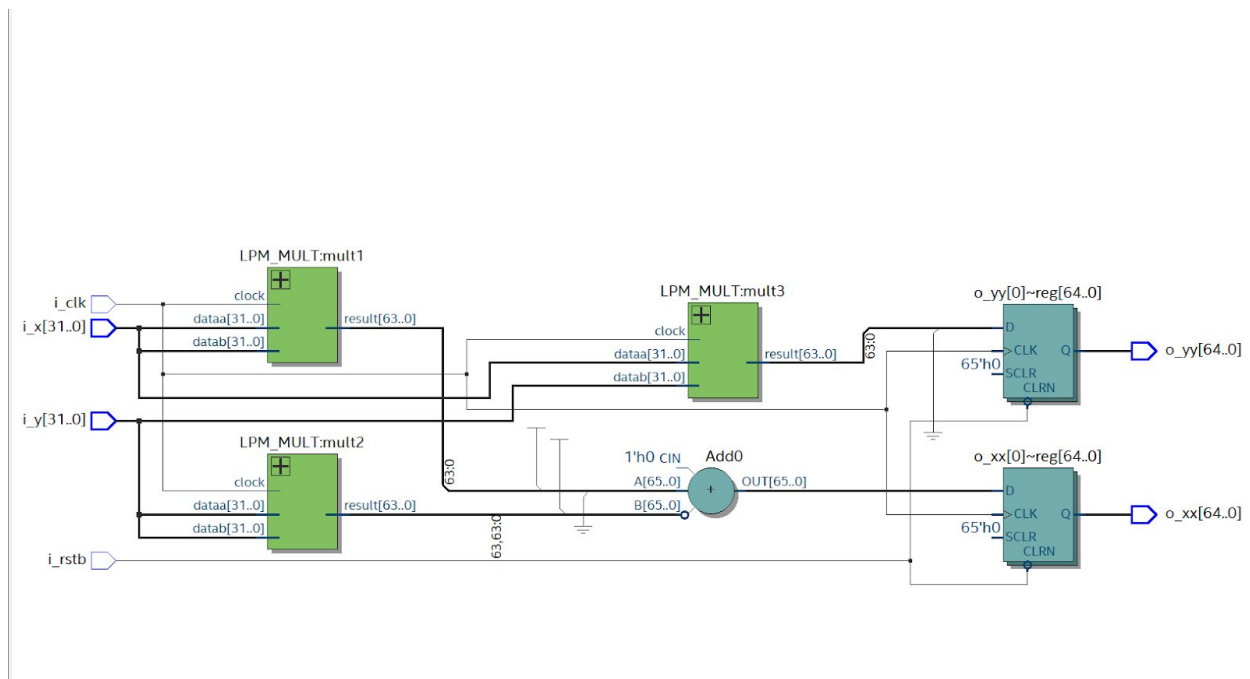 LPM_MULT:mult1
i_clk
i_x[31..0]
clock
dataa[31..0]
datab[31..0]
result[63..0]
63:0
LPM_MULT:mult3
clock
dataa[31..0]
datab[31..0]
result[63..0]
63:0
o_yy[0]~reg[64..0]
D
CLK
Q
65'h0
SCLR
CLRN
o_yy[64..0]
i_y[31..0]
LPM_MULT:mult2
clock
dataa[31..0]
datab[31..0]
result[63..0]
63,63:0
1'h0 CIN
Add0
A[65..0]
B[65..0]
+
OUT[65..0]
o_xx[0]~reg[64..0]
D
CLK
Q
65'h0
SCLR
CLRN
o_xx[64..0]
i_rstb